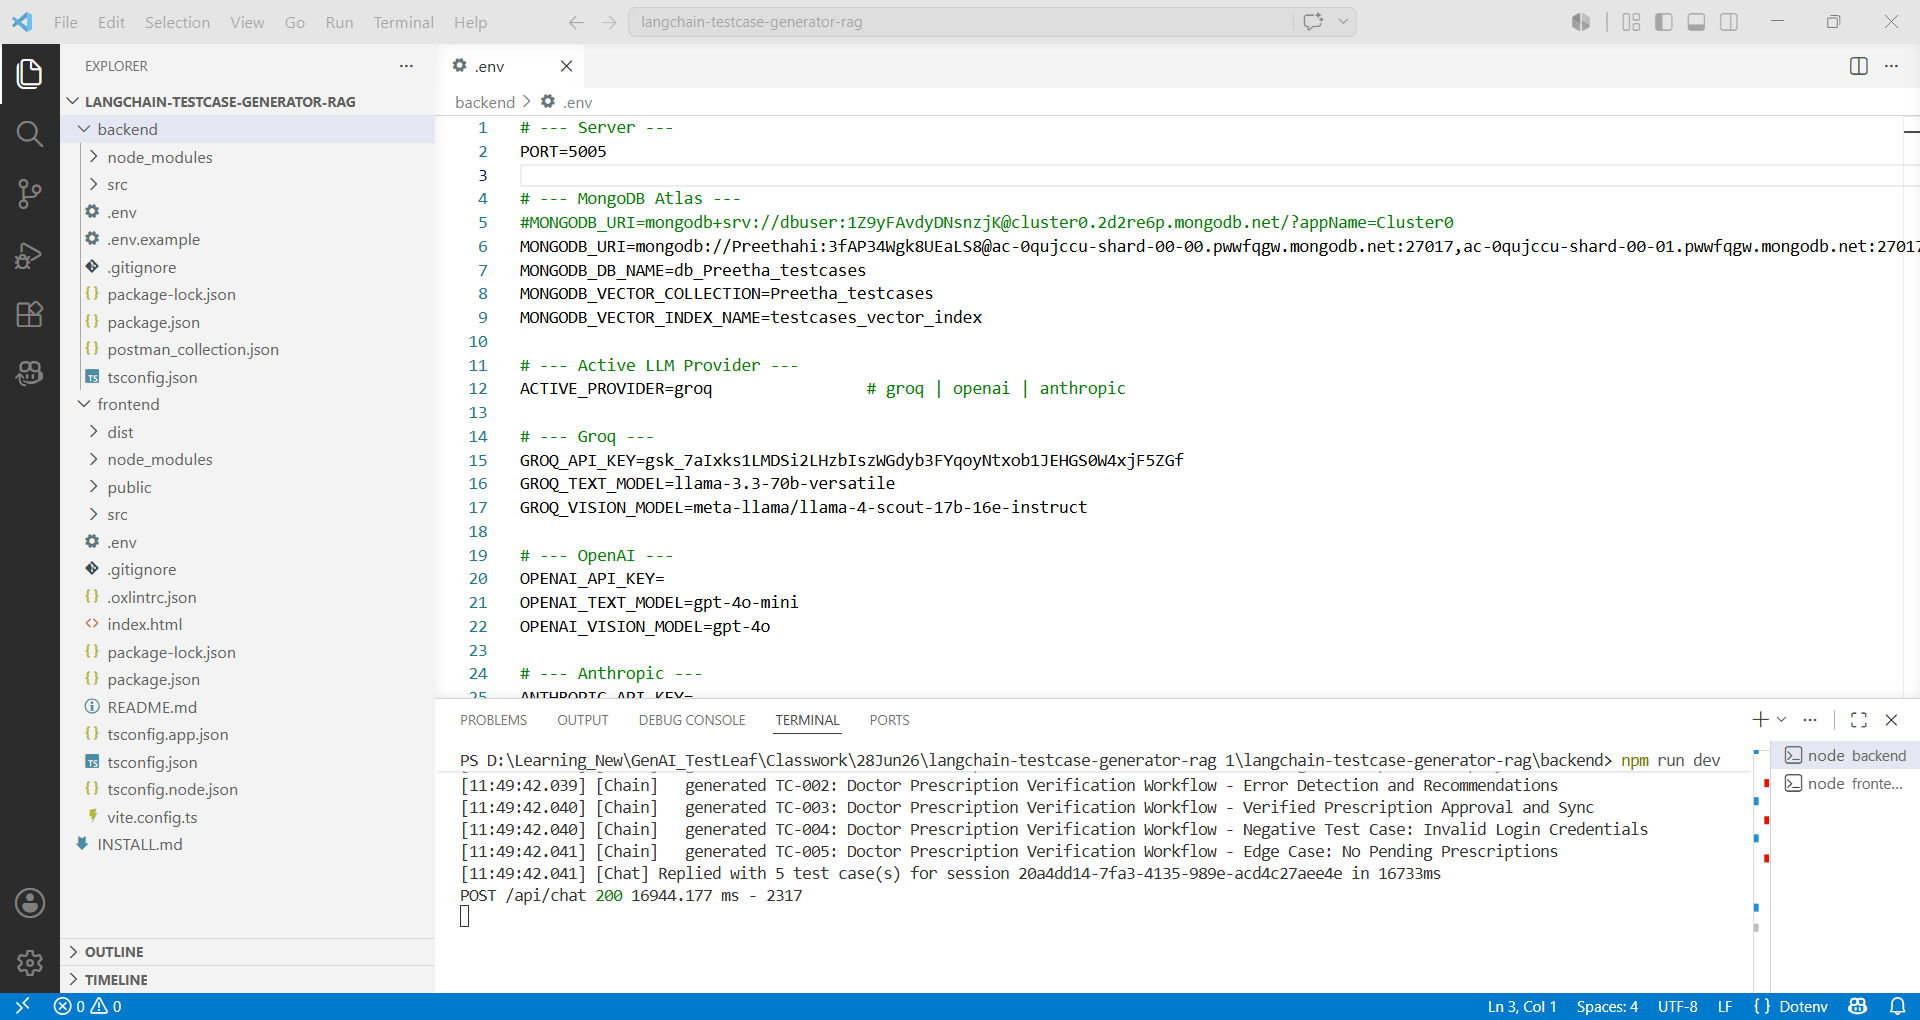 File Edit Selection View Go Run Terminal Help
langchain-testcase-generator-rag
EXPLORER
LANGCHAIN-TESTCASE-GENERATOR-RAG
backend
node_modules
src
.env
.env.example
.gitignore
package-lock.json
package.json
postman_collection.json
tsconfig.json
frontend
dist
node_modules
public
src
.env
.gitignore
.oxlintrc.json
index.html
package-lock.json
package.json
README.md
tsconfig.app.json
tsconfig.json
tsconfig.node.json
vite.config.ts
INSTALL.md
OUTLINE
TIMELINE
.env
backend > .env
1 # --- Server ---
2 PORT=5005
3
4 # --- MongoDB Atlas ---
5 #MONGODB_URI=mongodb+srv://dbuser:1Z9yFAvdyDNsnzjK@cluster0.2d2re6p.mongodb.net/?appName=Cluster0
6 MONGODB_URI=mongodb://Preethahi:3fAP34Wgk8UEaLS8@ac-0qujccu-shard-00-00.pwwfqgw.mongodb.net:27017,ac-0qujccu-shard-00-01.pwwfqgw.mongodb.net:27017
7 MONGODB_DB_NAME=db_Preetha_testcases
8 MONGODB_VECTOR_COLLECTION=Preetha_testcases
9 MONGODB_VECTOR_INDEX_NAME=testcases_vector_index
10
11 # --- Active LLM Provider ---
12 ACTIVE_PROVIDER=groq # groq | openai | anthropic
13
14 # --- Groq ---
15 GROQ_API_KEY=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
16 GROQ_TEXT_MODEL=llama-3.3-70b-versatile
17 GROQ_VISION_MODEL=meta-llama/llama-4-scout-17b-16e-instruct
18
19 # --- OpenAI ---
20 OPENAI_API_KEY=
21 OPENAI_TEXT_MODEL=gpt-4o-mini
22 OPENAI_VISION_MODEL=gpt-4o
23
24 # --- Anthropic ---
25 ANTHROPIC_API_KEY=
PROBLEMS OUTPUT DEBUG CONSOLE TERMINAL PORTS
PS D:\Learning_New\GenAI_TestLeaf\Classwork\28Jun26\langchain-testcase-generator-rag 1\langchain-testcase-generator-rag\backend> npm run dev
[11:49:42.039] [Chain] generated TC-002: Doctor Prescription Verification Workflow - Error Detection and Recommendations
[11:49:42.040] [Chain] generated TC-003: Doctor Prescription Verification Workflow - Verified Prescription Approval and Sync
[11:49:42.040] [Chain] generated TC-004: Doctor Prescription Verification Workflow - Negative Test Case: Invalid Login Credentials
[11:49:42.041] [Chain] generated TC-005: Doctor Prescription Verification Workflow - Edge Case: No Pending Prescriptions
[11:49:42.041] [Chat] Replied with 5 test case(s) for session 20a4dd14-7fa3-4135-989e-acd4c27aee4e in 16733ms
POST /api/chat 200 16944.177 ms - 2317
node backend
node fronte...
0 0
Ln 3, Col 1 Spaces: 4 UTF-8 LF {} Dotenv